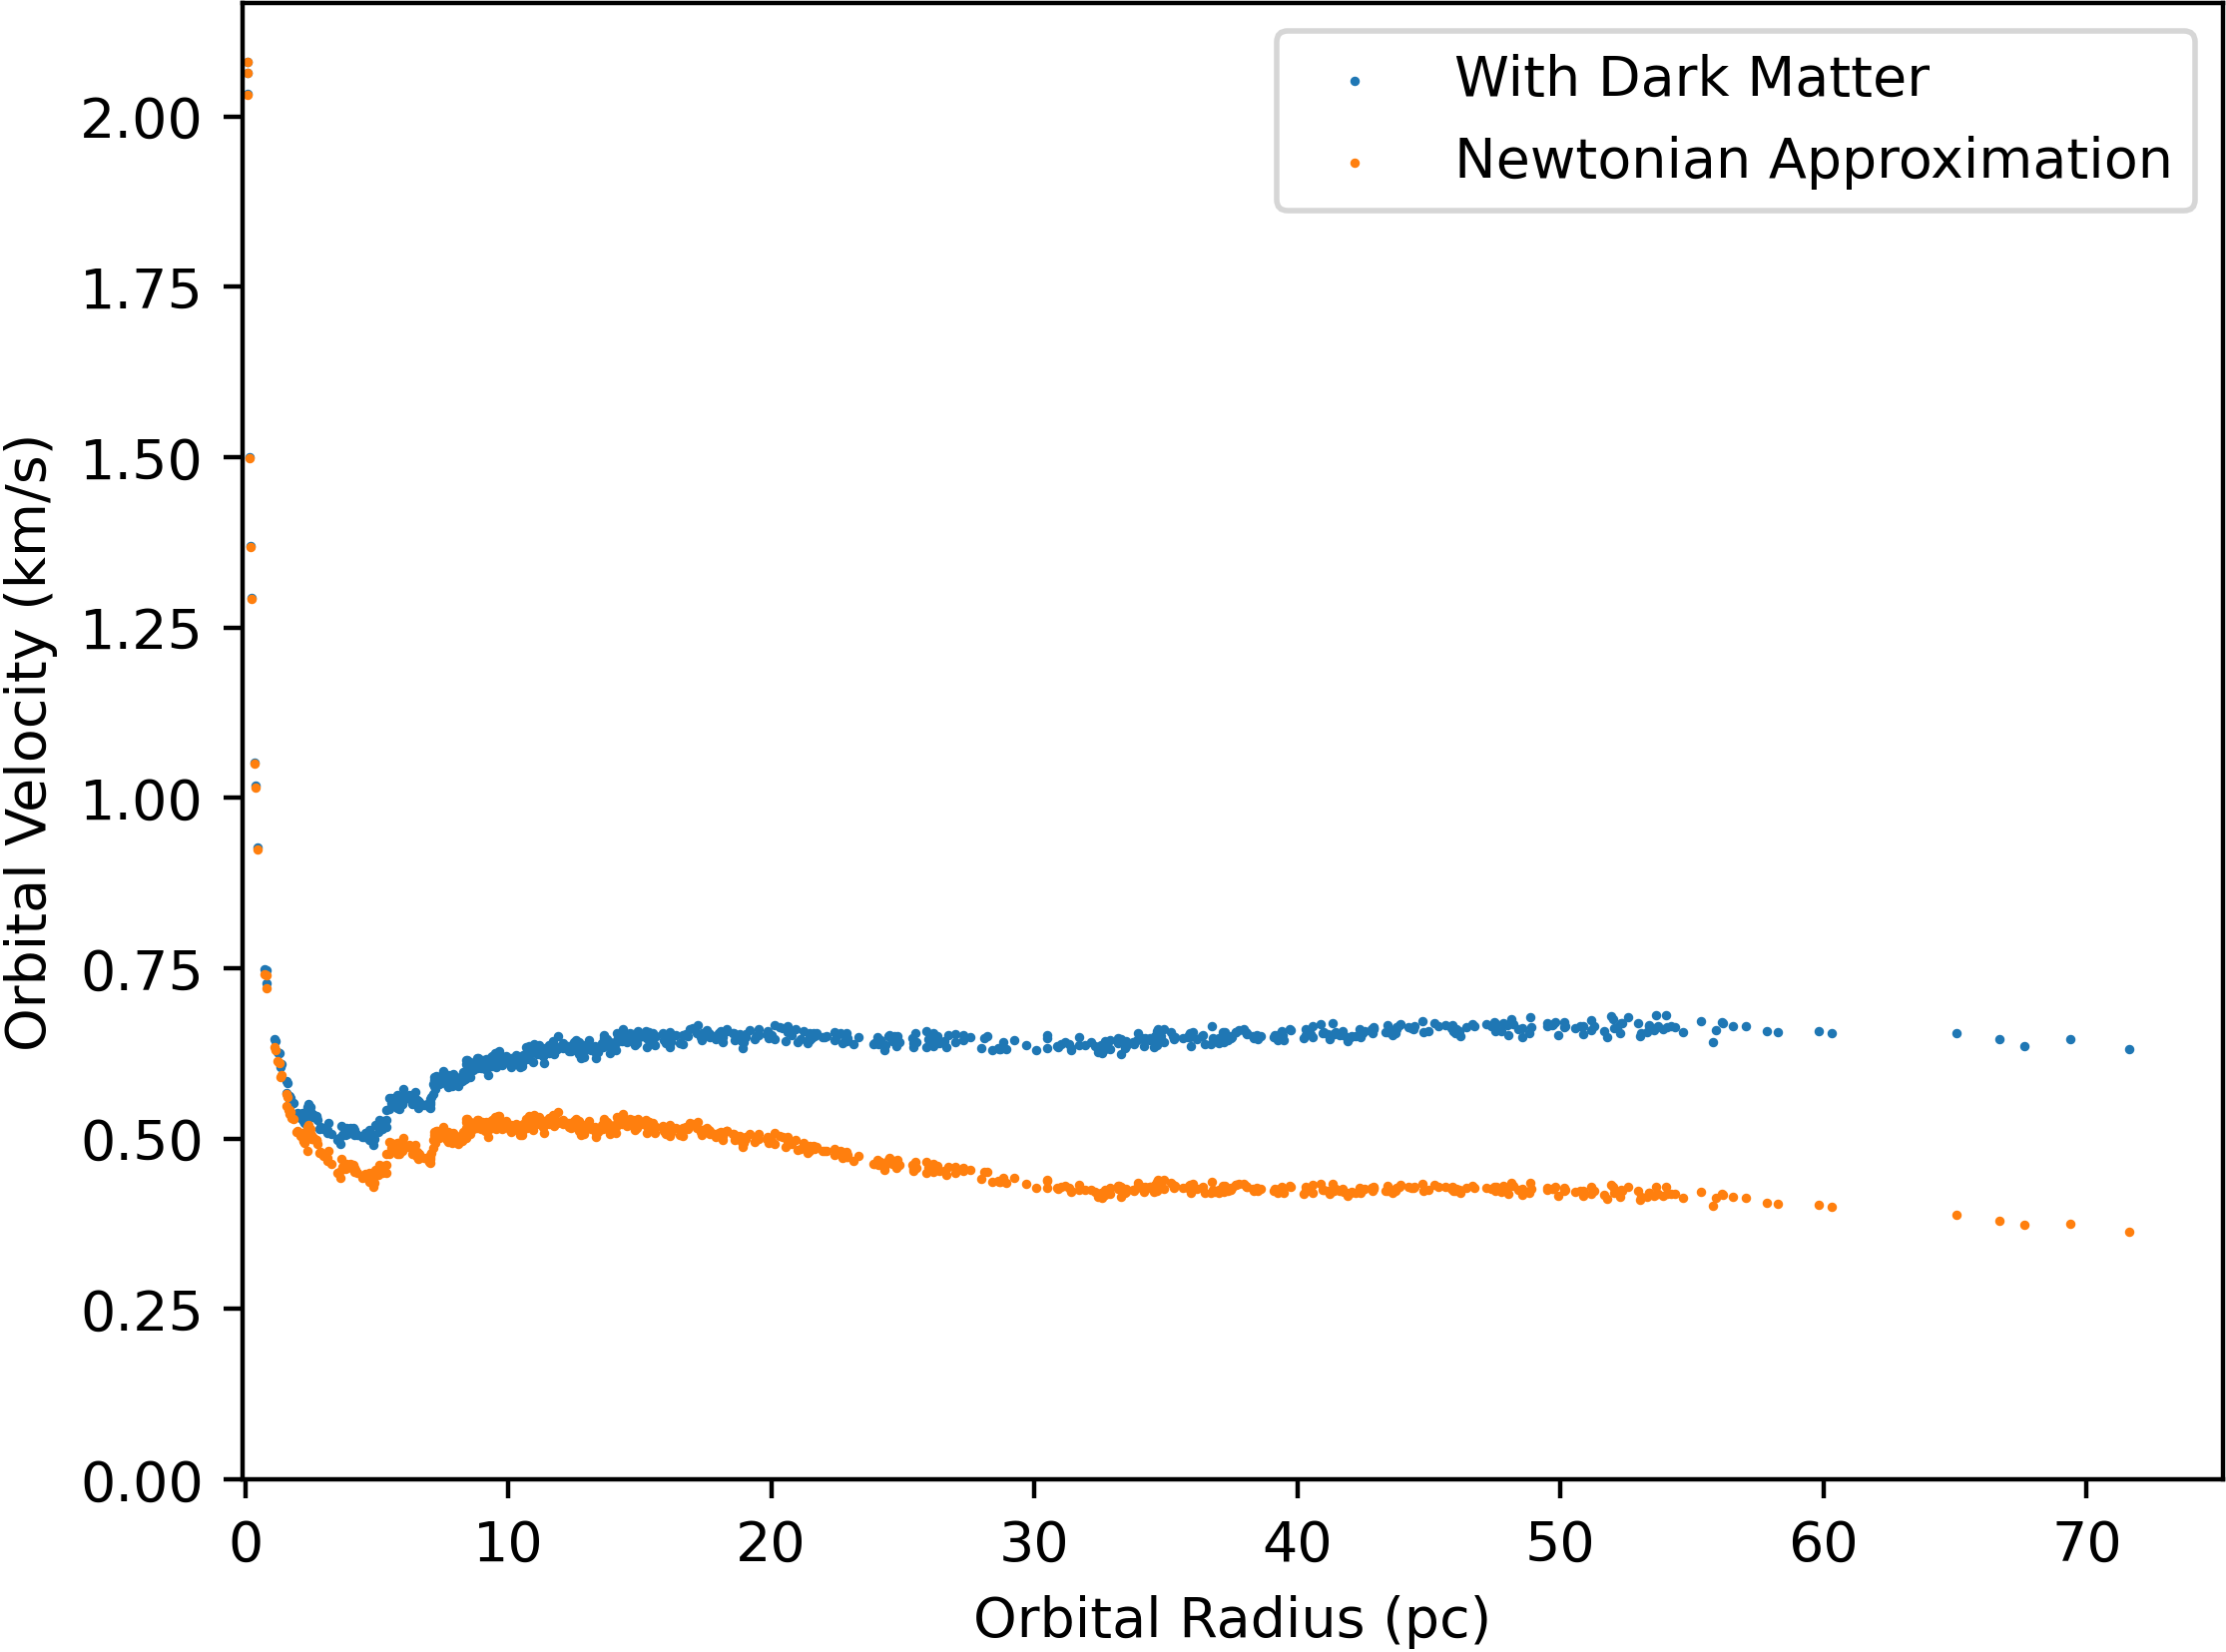 With Dark Matter
Newtonian Approximation
Orbital Velocity (km/s)
2.00
1.75
1.50
1.25
1.00
0.75
0.50
0.25
0.00
0 10 20 30 40 50 60 70
Orbital Radius (pc)